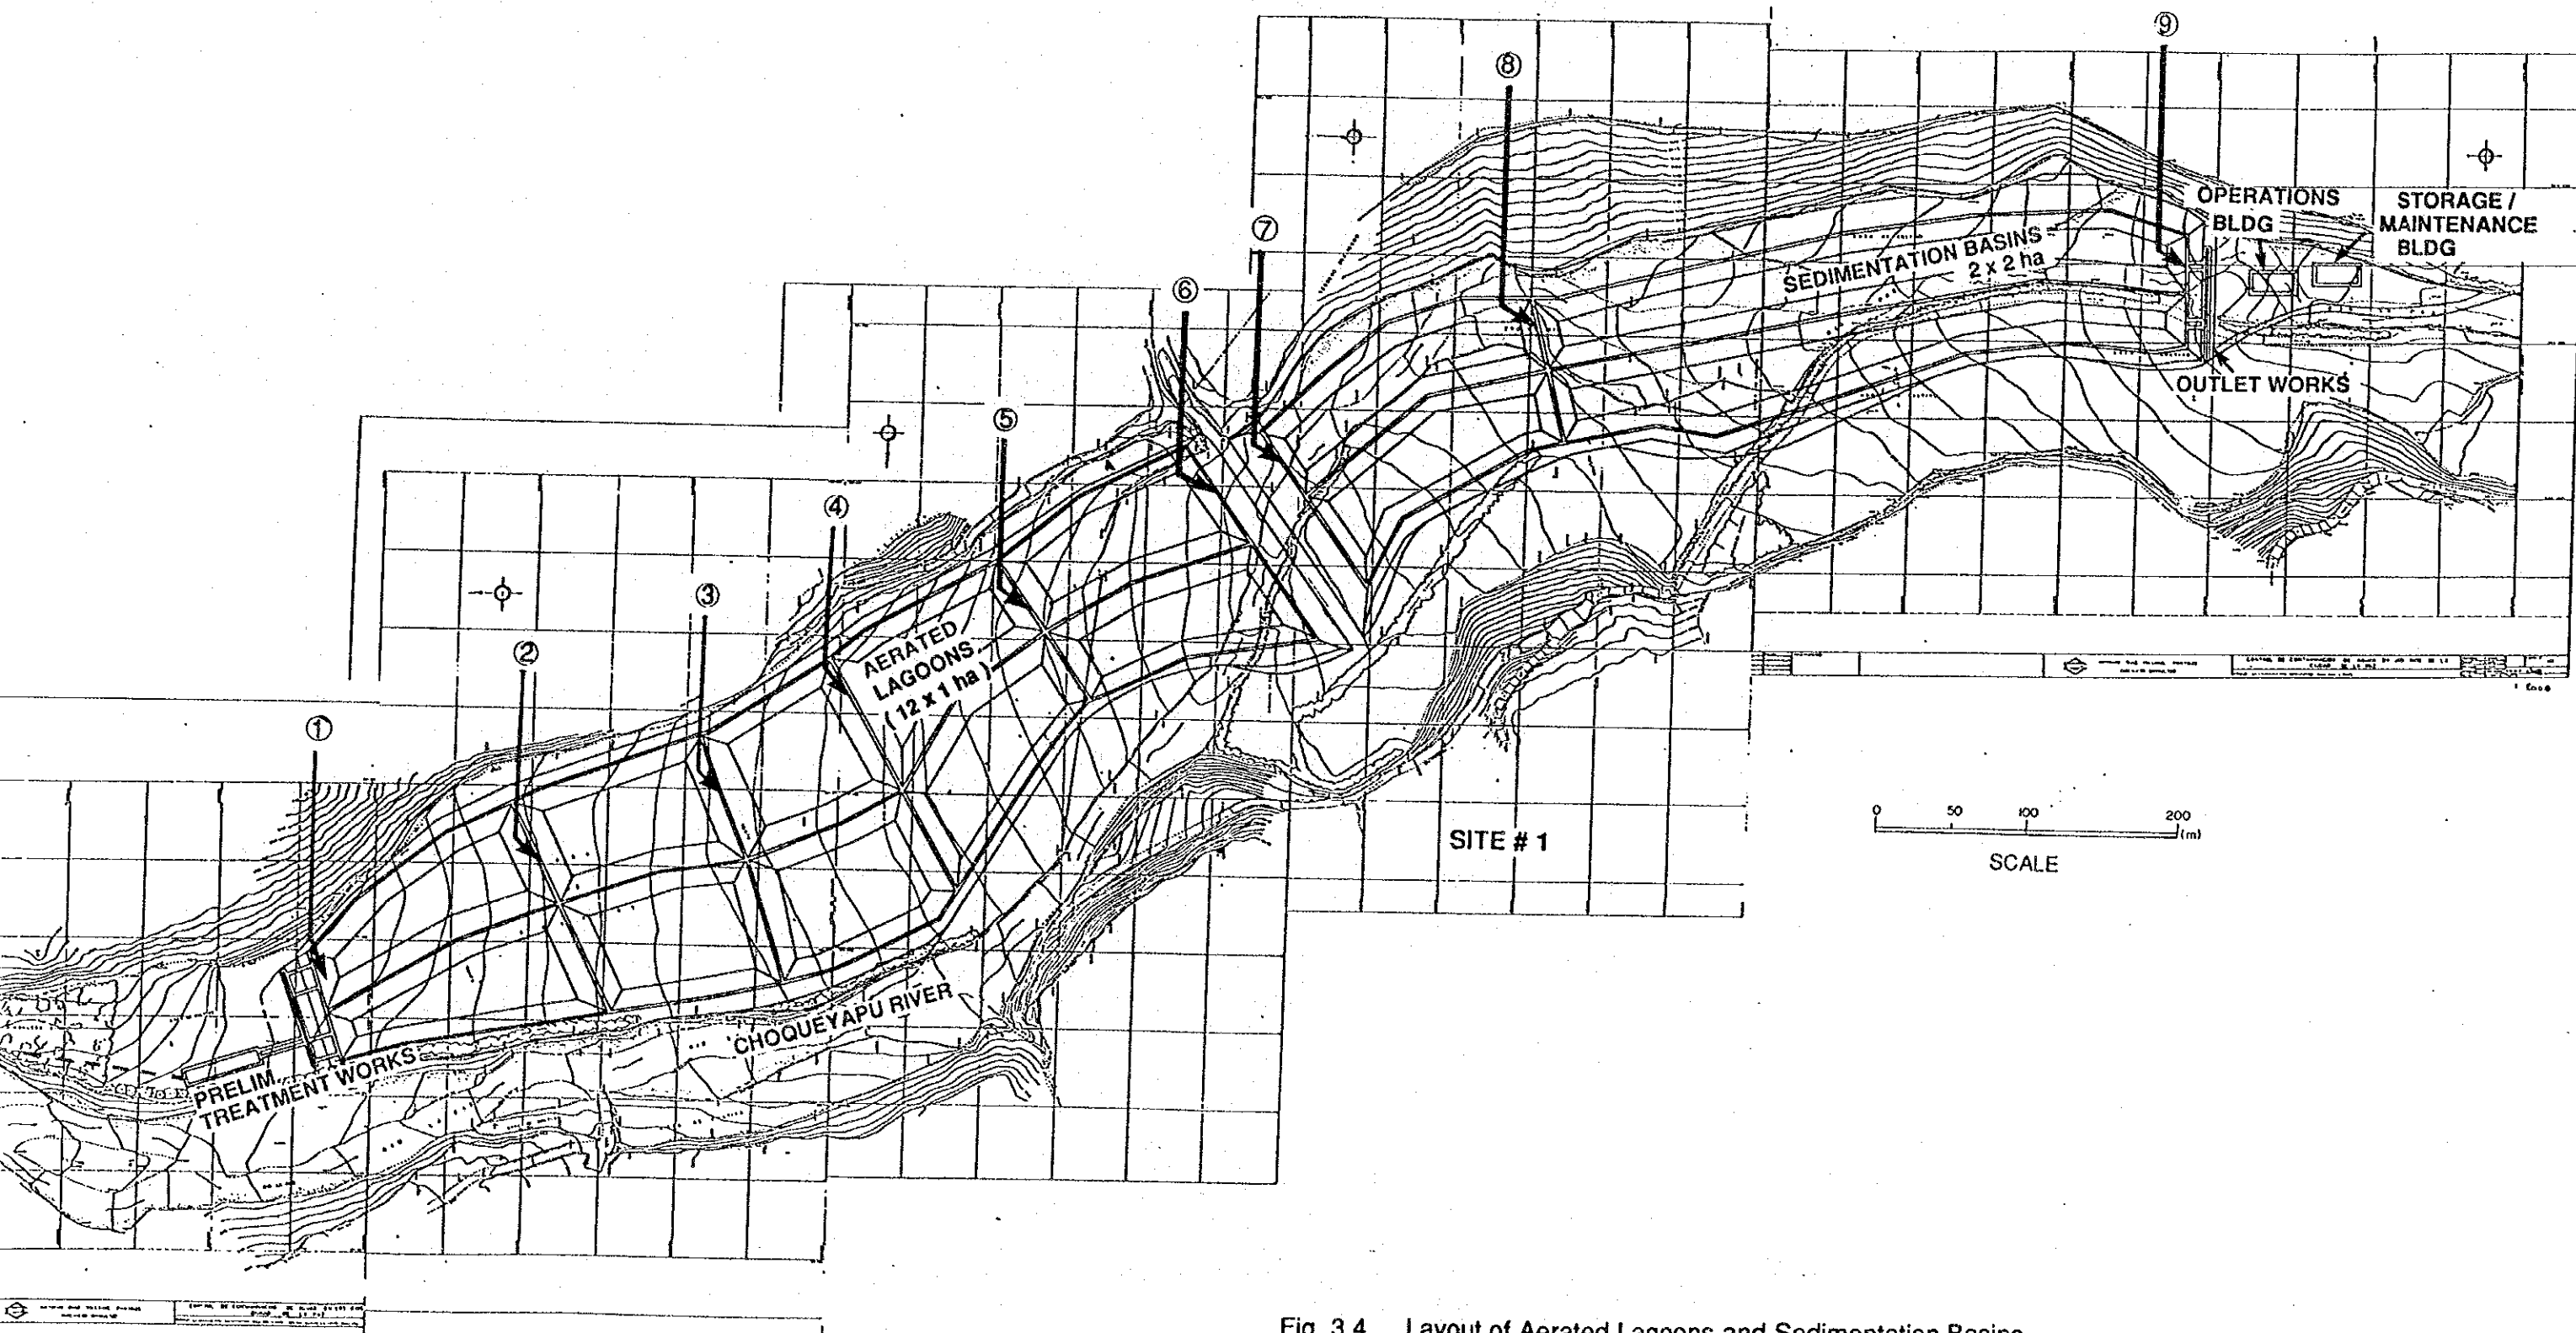 ⑨
⑧
OPERATIONS
BLDG
STORAGE /
MAINTENANCE
BLDG
⑦
SEDIMENTATION BASINS
2 x 2 ha
⑥
OUTLET WORKS
⑤
④
③
AERATED
LAGOONS
( 12 x 1 ha )
②
①
0 50 100 200
(m)
SCALE
SITE # 1
CHOQUEYAPU RIVER
PRELIM.
TREATMENT WORKS
Fig. 3.4 Layout of Aerated Lagoons and Sedimentation Basins